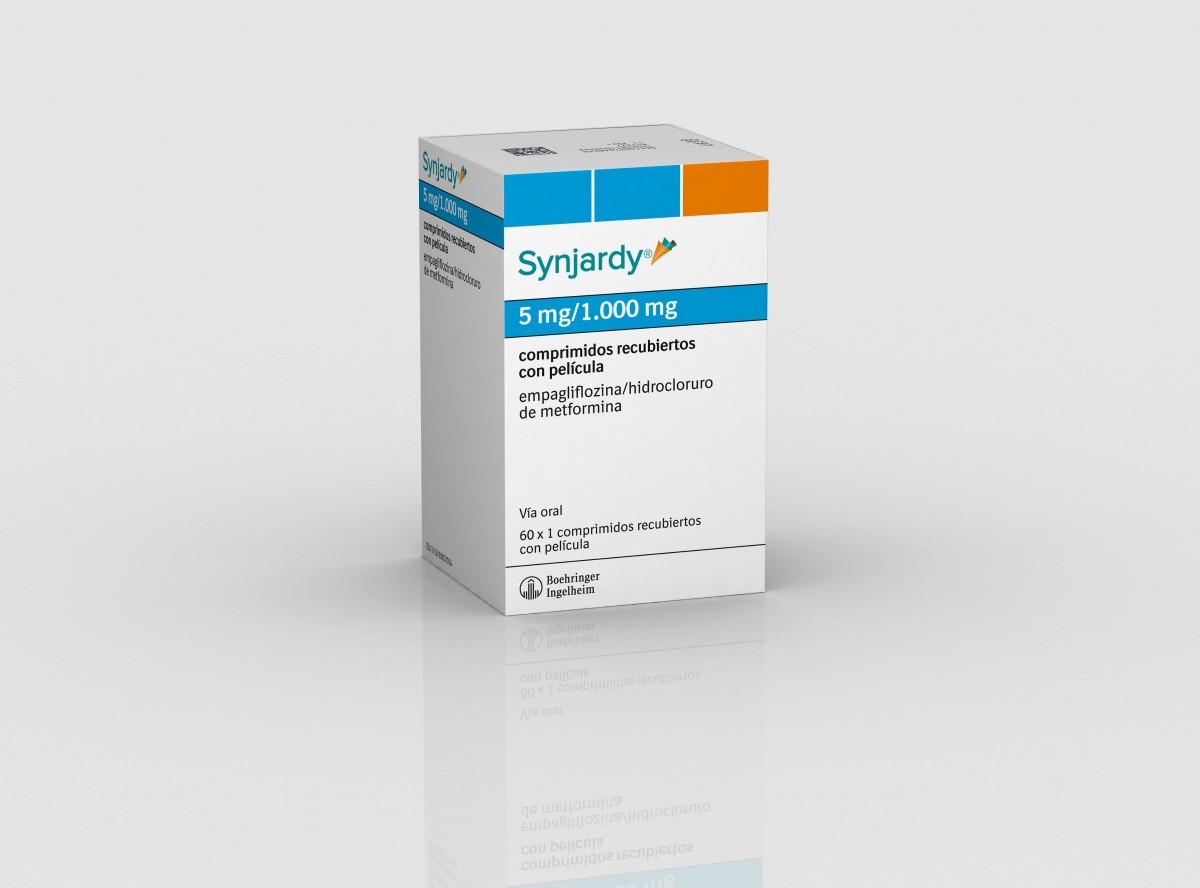 Synjardy
5 mg/1.000 mg
comprimidos recubiertos
con película
empagliflozina/hidrocloruro
de metformina
Synjardy®
5 mg/1.000 mg
comprimidos recubiertos
con película
empagliflozina/hidrocloruro
de metformina
Vía oral
60 x 1 comprimidos recubiertos
con película
Boehringer
Ingelheim